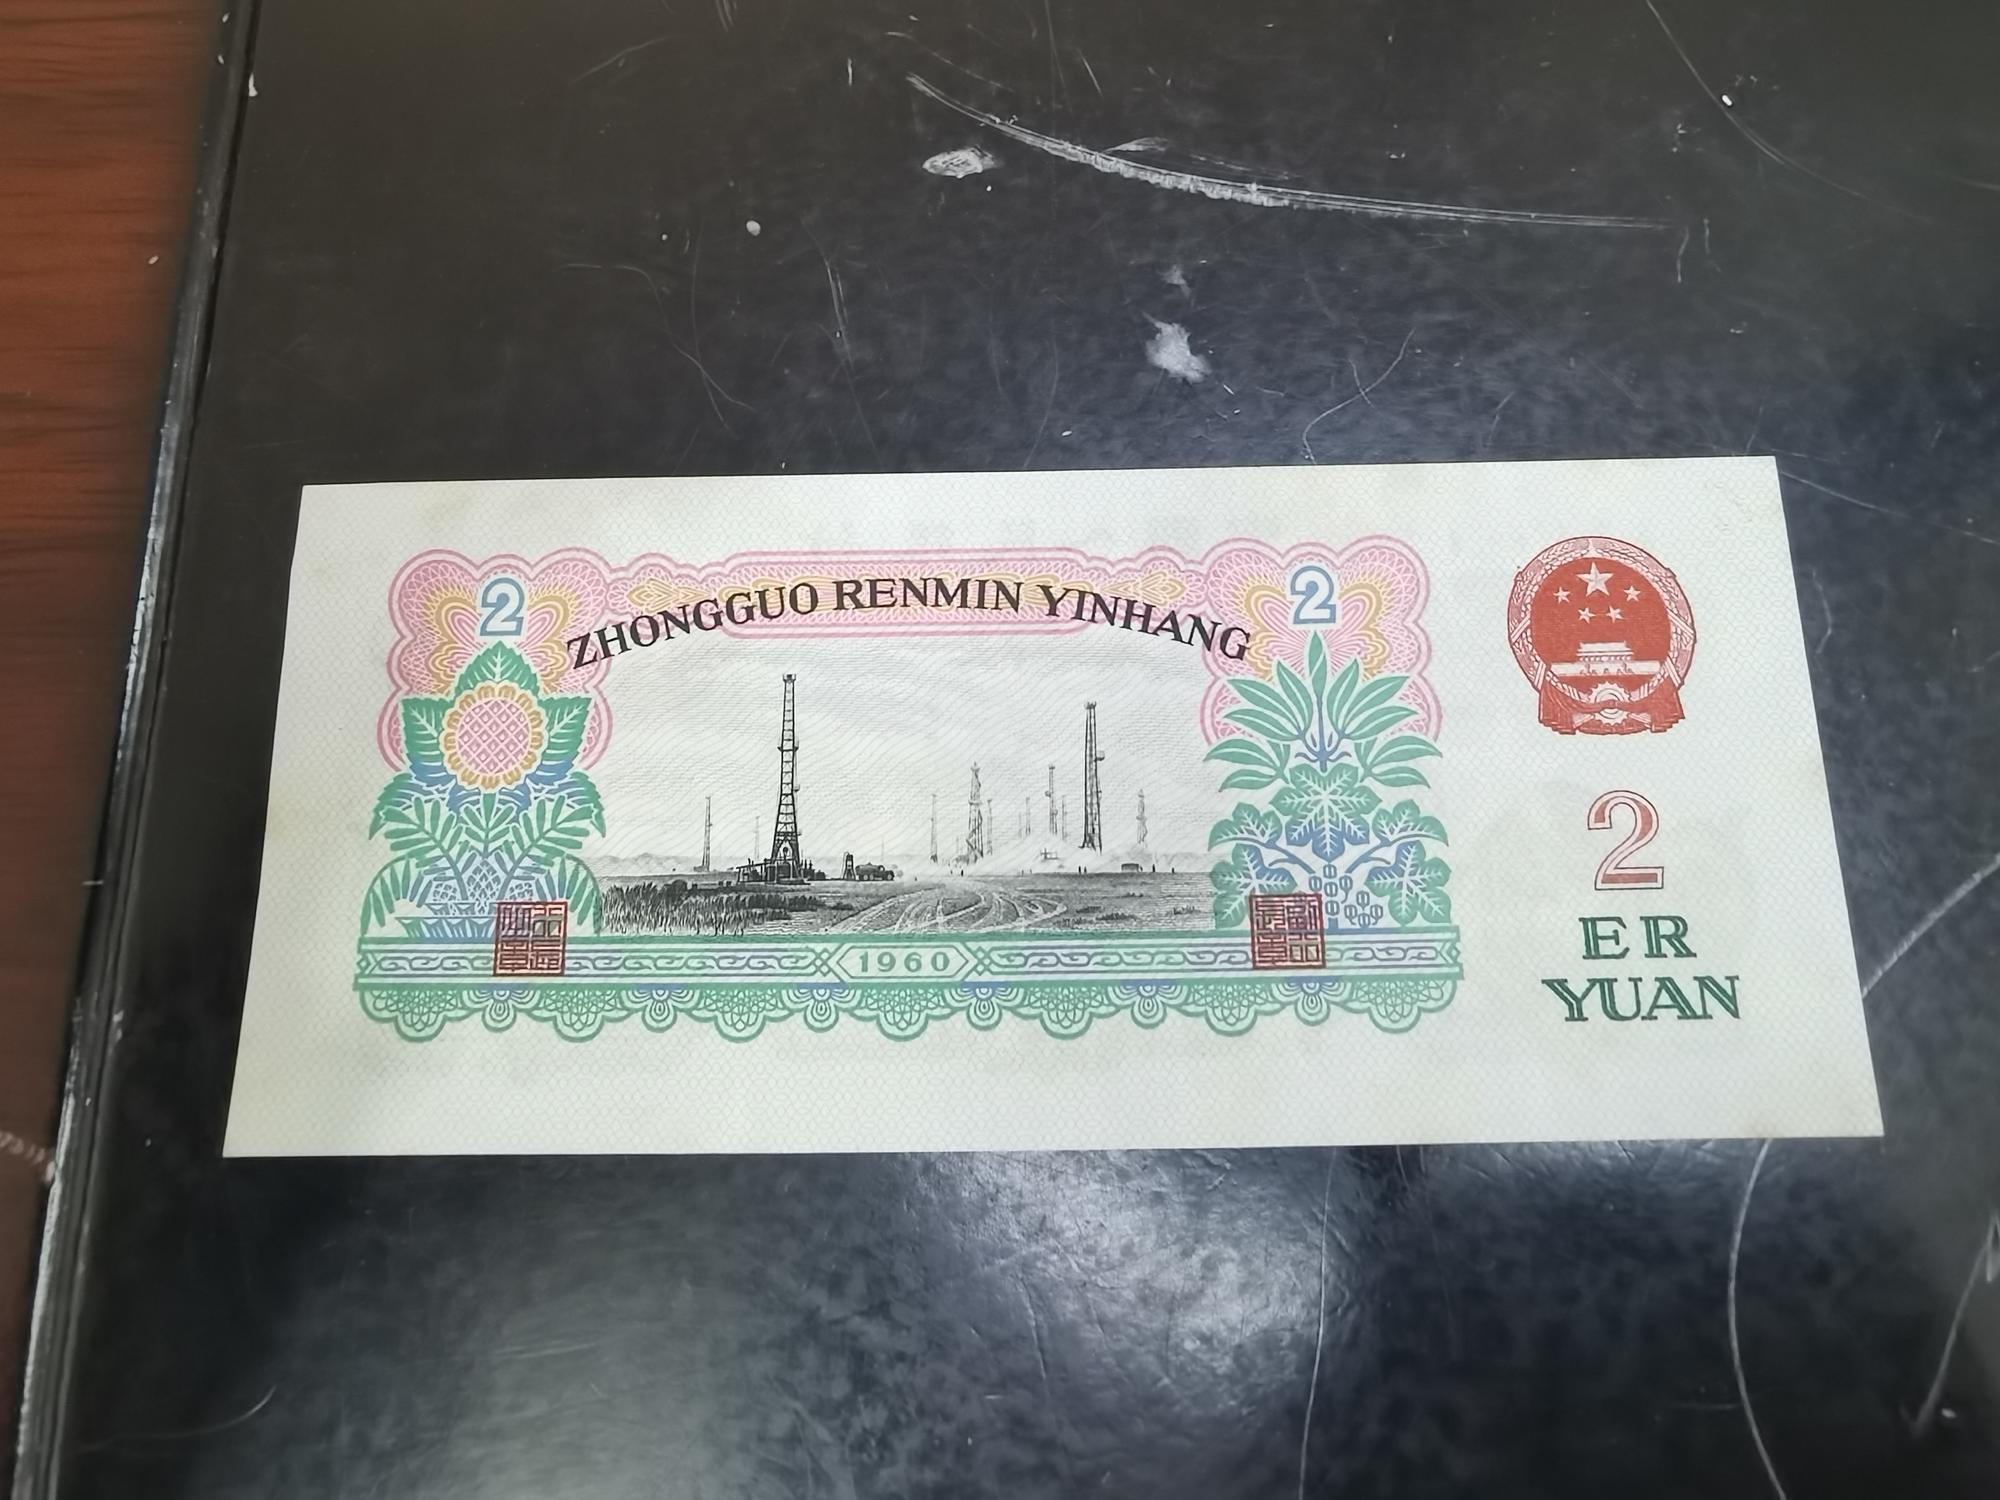 ZHONGGUO RENMIN YINHANG
2
2
1960
2
ER
YUAN